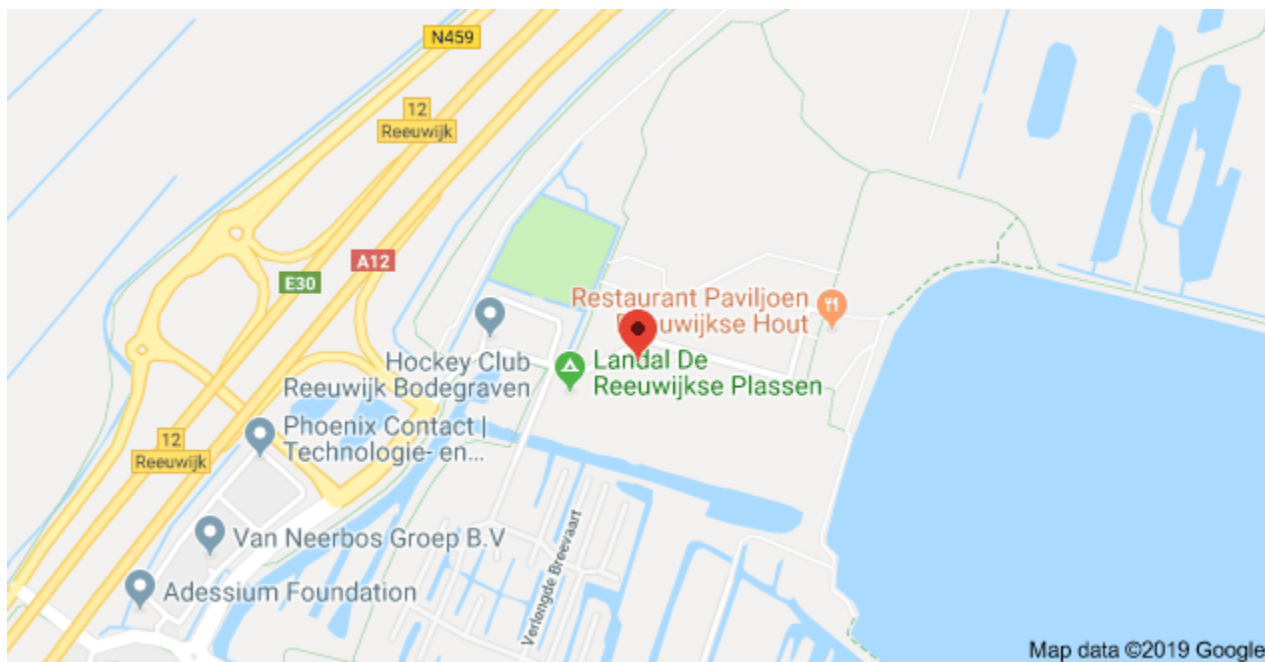 N459
12
Reeuwijk
A12
E30
Restaurant Paviljoen
Reeuwijkse Hout
Hockey Club
Reeuwijk Bodegraven
Landal De
Reeuwijkse Plassen
Phoenix Contact |
Technologie- en...
12
Reeuwijk
Van Neerbos Groep B.V
Verlengde Breevaart
Adessium Foundation
Map data ©2019 Google